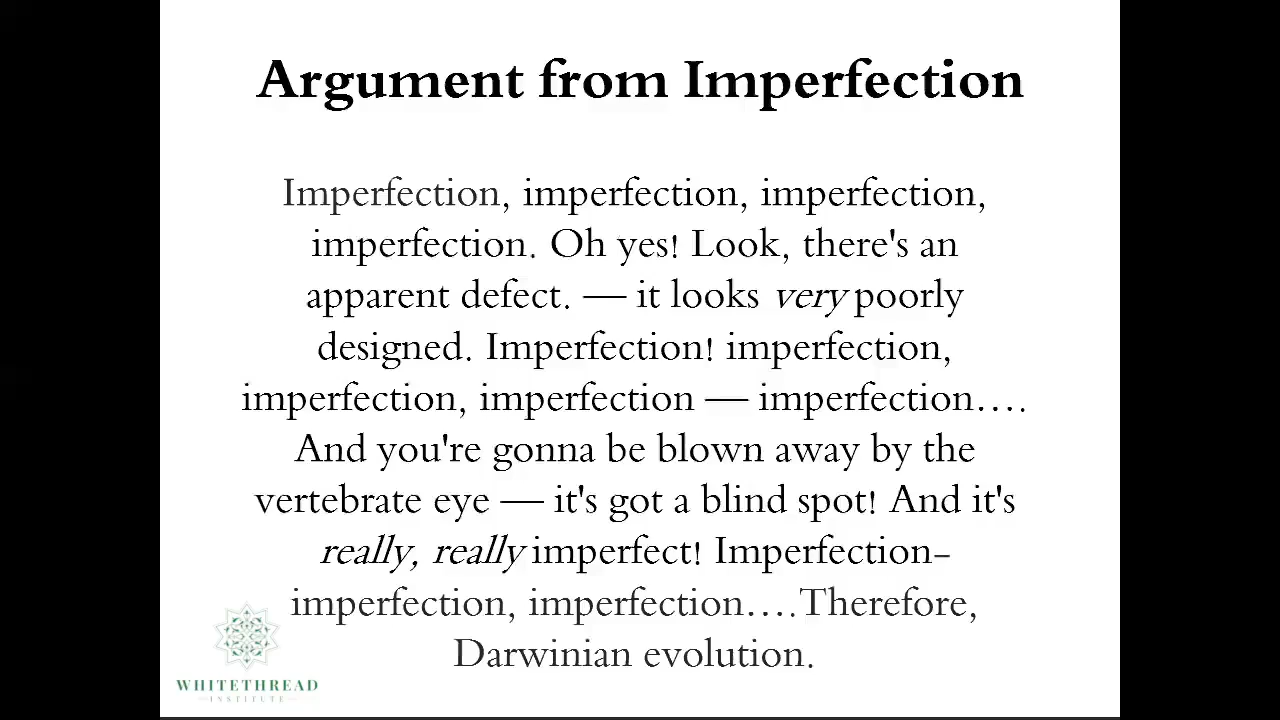 Argument from Imperfection
Imperfection, imperfection, imperfection,
imperfection. Oh yes! Look, there's an
apparent defect. — it looks very poorly
designed. Imperfection! imperfection,
imperfection, imperfection — imperfection….
And you're gonna be blown away by the
vertebrate eye — it's got a blind spot! And it's
really, really imperfect! Imperfection–
imperfection, imperfection….Therefore,
Darwinian evolution.
WHITETHREAD
INSTITUTE